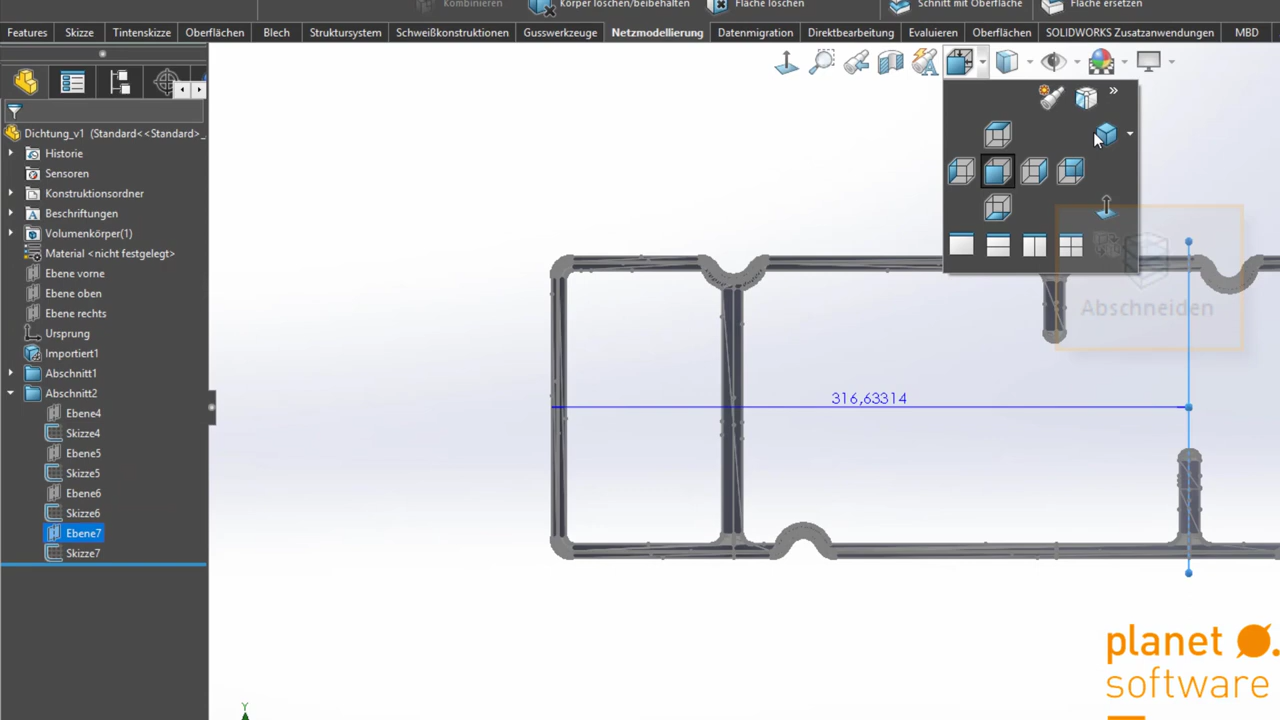 Kombinieren
Körper löschen/beibehalten
Fläche löschen
Schnitt mit Oberfläche
Fläche ersetzen
Features
Skizze
Tintenskizze
Oberflächen
Blech
Struktursystem
Schweißkonstruktionen
Gusswerkzeuge
Netzmodellierung
Datenmigration
Direktbearbeitung
Evaluieren
Oberflächen
SOLIDWORKS Zusatzanwendungen
MBD
Dichtung_v1 (Standard<<Standard>_
Historie
Sensoren
Konstruktionsordner
Beschriftungen
Volumenkörper(1)
Material <nicht festgelegt>
Ebene vorne
Ebene oben
Ebene rechts
Ursprung
Importiert1
Abschnitt1
Abschnitt2
Ebene4
Skizze4
Ebene5
Skizze5
Ebene6
Skizze6
Ebene7
Skizze7
Abschneiden
316,63314
planet
software
Y